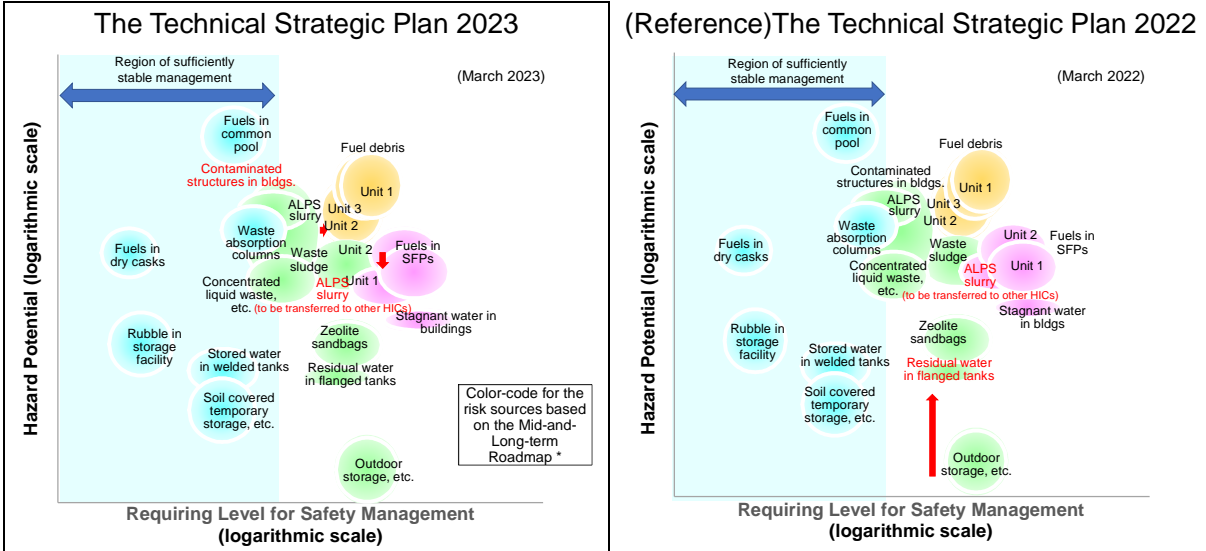 The Technical Strategic Plan 2023
Region of sufficiently
stable management
(March 2023)
Hazard Potential (logarithmic scale)
Fuels in
common
pool
Fuel debris
Contaminated
structures in bldgs.
Unit 1
ALPS
slurry
Unit 3
Unit 2
Waste
absorption
columns
Fuels in
dry casks
Waste
sludge
Unit 2
Fuels in
SFPs
Unit 1
Concentrated
liquid waste,
etc.
ALPS
slurry
(to be transferred to other HICs)
Stagnant water in
buildings
Rubble in
storage
facility
Zeolite
sandbags
Stored water
in welded tanks
Residual water
in flanged tanks
Soil covered
temporary
storage, etc.
Color-code for the
risk sources based
on the Mid-and-
Long-term
Roadmap *
Outdoor
storage, etc.
Requiring Level for Safety Management
(logarithmic scale)
(Reference)The Technical Strategic Plan 2022
Region of sufficiently
stable management
(March 2022)
Hazard Potential (logarithmic scale)
Fuels in
common
pool
Fuel debris
Contaminated
structures in bldgs.
Unit 1
ALPS
slurry
Unit 3
Unit 2
Waste
absorption
columns
Fuels in
dry casks
Waste
sludge
Unit 2
Fuels in
SFPs
Unit 1
Concentrated
liquid waste,
etc.
ALPS
slurry
(to be transferred to other HICs)
Stagnant water
in bldgs
Rubble in
storage
facility
Zeolite
sandbags
Stored water
in welded tanks
Residual water
in flanged tanks
Soil covered
temporary
storage, etc.
Outdoor
storage, etc.
Requiring Level for Safety Management
(logarithmic scale)